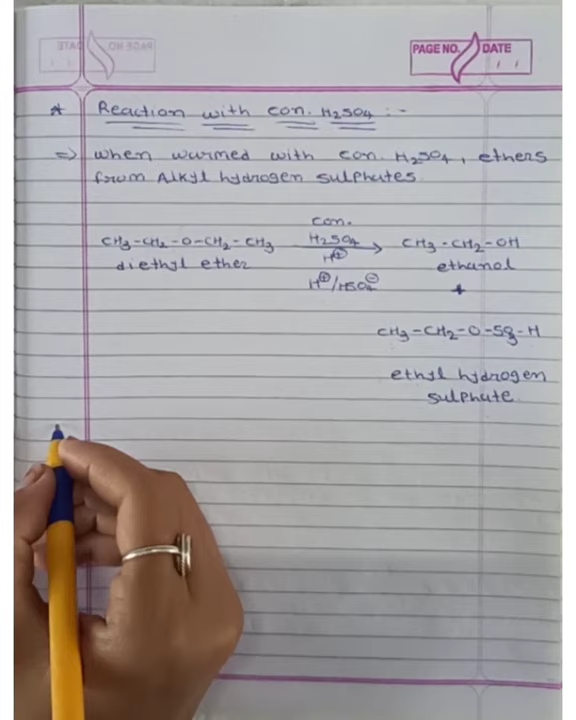 PAGE NO. DATE
* Reaction with con. H2SO4 :-
=> when warmed with con. H2SO4, ethers
from Alkyl hydrogen sulphates.
con.
CH3-CH2-O-CH2-CH3 H2SO4 CH3-CH2-OH
H⊕
diethyl ether ethanol
H⊕/HSO4⊖ +
CH3-CH2-O-SO3-H
ethyl hydrogen
sulphate